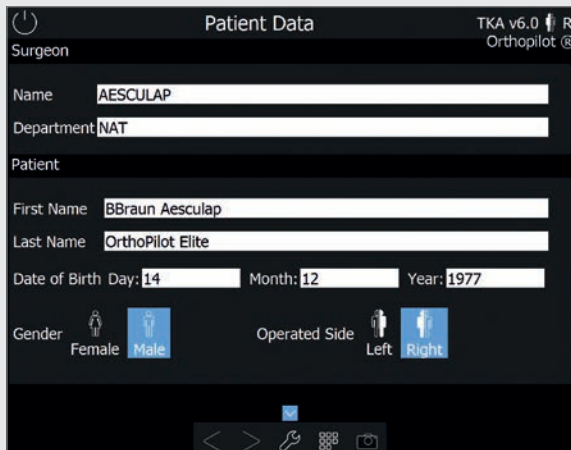 Patient Data
TKA v6.0 R
Orthopilot ®
Surgeon
Name AESCULAP
Department NAT
Patient
First Name BBraun Aesculap
Last Name OrthoPilot Elite
Date of Birth Day: 14 Month: 12 Year: 1977
Gender Female Male Operated Side Left Right